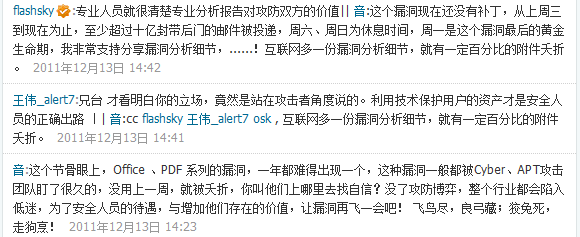 flashsky :专业人员就很清楚专业分析报告对攻防双方的价值|| 音:这个漏洞现在还没有补丁，从上周三
到现在为止，至少超过十亿封带后门的邮件被投递，周六、周日为休息时间，周一是这个漏洞最后的黄金
生命期，我非常支持分享漏洞分析细节，……！互联网多一份漏洞分析细节，就有一定百分比的附件夭折
。 2011年12月13日 14:42
王伟_alert7:兄台 才看明白你的立场，竟然是站在攻击者角度说的。利用技术保护用户的资产才是安全人
员的正确出路 || 音:cc flashsky 王伟_alert7 osk , 互联网多一份漏洞分析细节，就有一定百分比的附件
夭折。 2011年12月13日 14:41
音:这个节骨眼上，Office 、PDF 系列的漏洞，一年都难得出现一个，这种漏洞一般都被Cyber、APT攻击
团队盯了很久的，没用上一周，就被夭折，你叫他们上哪里去找自信？没了攻防博弈，整个行业都会陷入
低迷，为了安全人员的待遇，与增加他们存在的价值，让漏洞再飞一会吧！ 飞鸟尽，良弓藏；狡兔死，
走狗烹！ 2011年12月13日 14:23